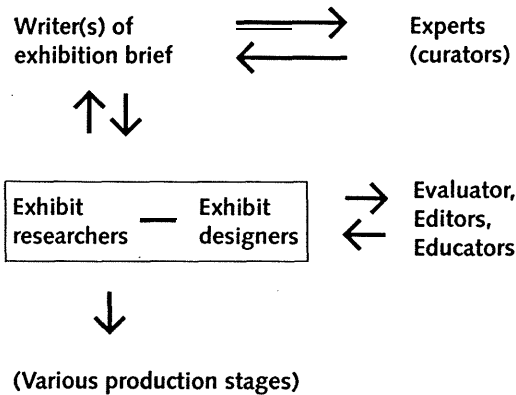 Writer(s) of
exhibition brief
Experts
(curators)
Exhibit
researchers
Exhibit
designers
Evaluator,
Editors,
Educators
(Various production stages)